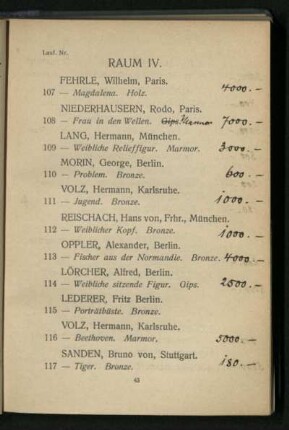 Lauf. Nr.
RAUM IV.
FEHRLE, Wilhelm, Paris.
107 — Magdalena. Holz. 4000.—
NIEDERHAUSERN, Rodo, Paris.
108 — Frau in den Wellen. Gips. Marmor 7000.—
LANG, Hermann, München.
109 — Weibliche Relieffigur. Marmor. 3000.—
MORIN, George, Berlin.
110 — Problem. Bronze. 600.—
VOLZ, Hermann, Karlsruhe.
111 — Jugend. Bronze. 1000.—
REISCHACH, Hans von, Frhr., München.
112 — Weiblicher Kopf. Bronze. 1000.—
OPPLER, Alexander, Berlin.
113 — Fischer aus der Normandie. Bronze. 4000.—
LÖRCHER, Alfred, Berlin.
114 — Weibliche sitzende Figur. Gips. 2500.—
LEDERER, Fritz Berlin.
115 — Porträtbüste. Bronze.
VOLZ, Hermann, Karlsruhe.
116 — Beethoven. Marmor. 5000.—
SANDEN, Bruno von, Stuttgart.
117 — Tiger. Bronze. 180.—
43